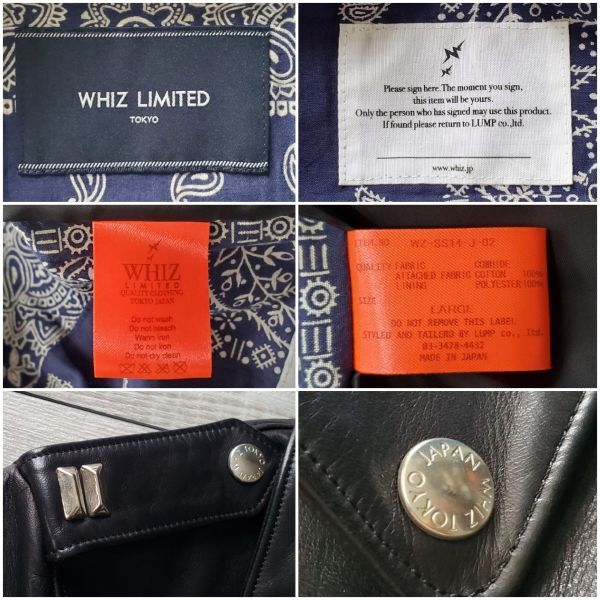 WHIZ LIMITED
TOKYO
Please sign here. The moment you sign,
this item will be yours.
Only the person who has signed may use this product.
If found please return to LUMP co.,ltd.
www.whiz.jp
WHIZ
LIMITED
QUALITY CLOTHING
TOKYO JAPAN
Do not wash
Do not bleach
Warm iron
Do not iron
Do not dry clean
ITEM.NO WZ-SS14-J-02
QUALITY FABRIC COWHIDE
ATTACHED FABRIC COTTON 100%
LINING POLYESTER 100%
SIZE
LARGE
DO NOT REMOVE THIS LABEL
STYLED AND TAILERD BY LUMP co., ltd.
03-3478-4432
MADE IN JAPAN
TOKYO
JAPAN
WHIZ TOKYO